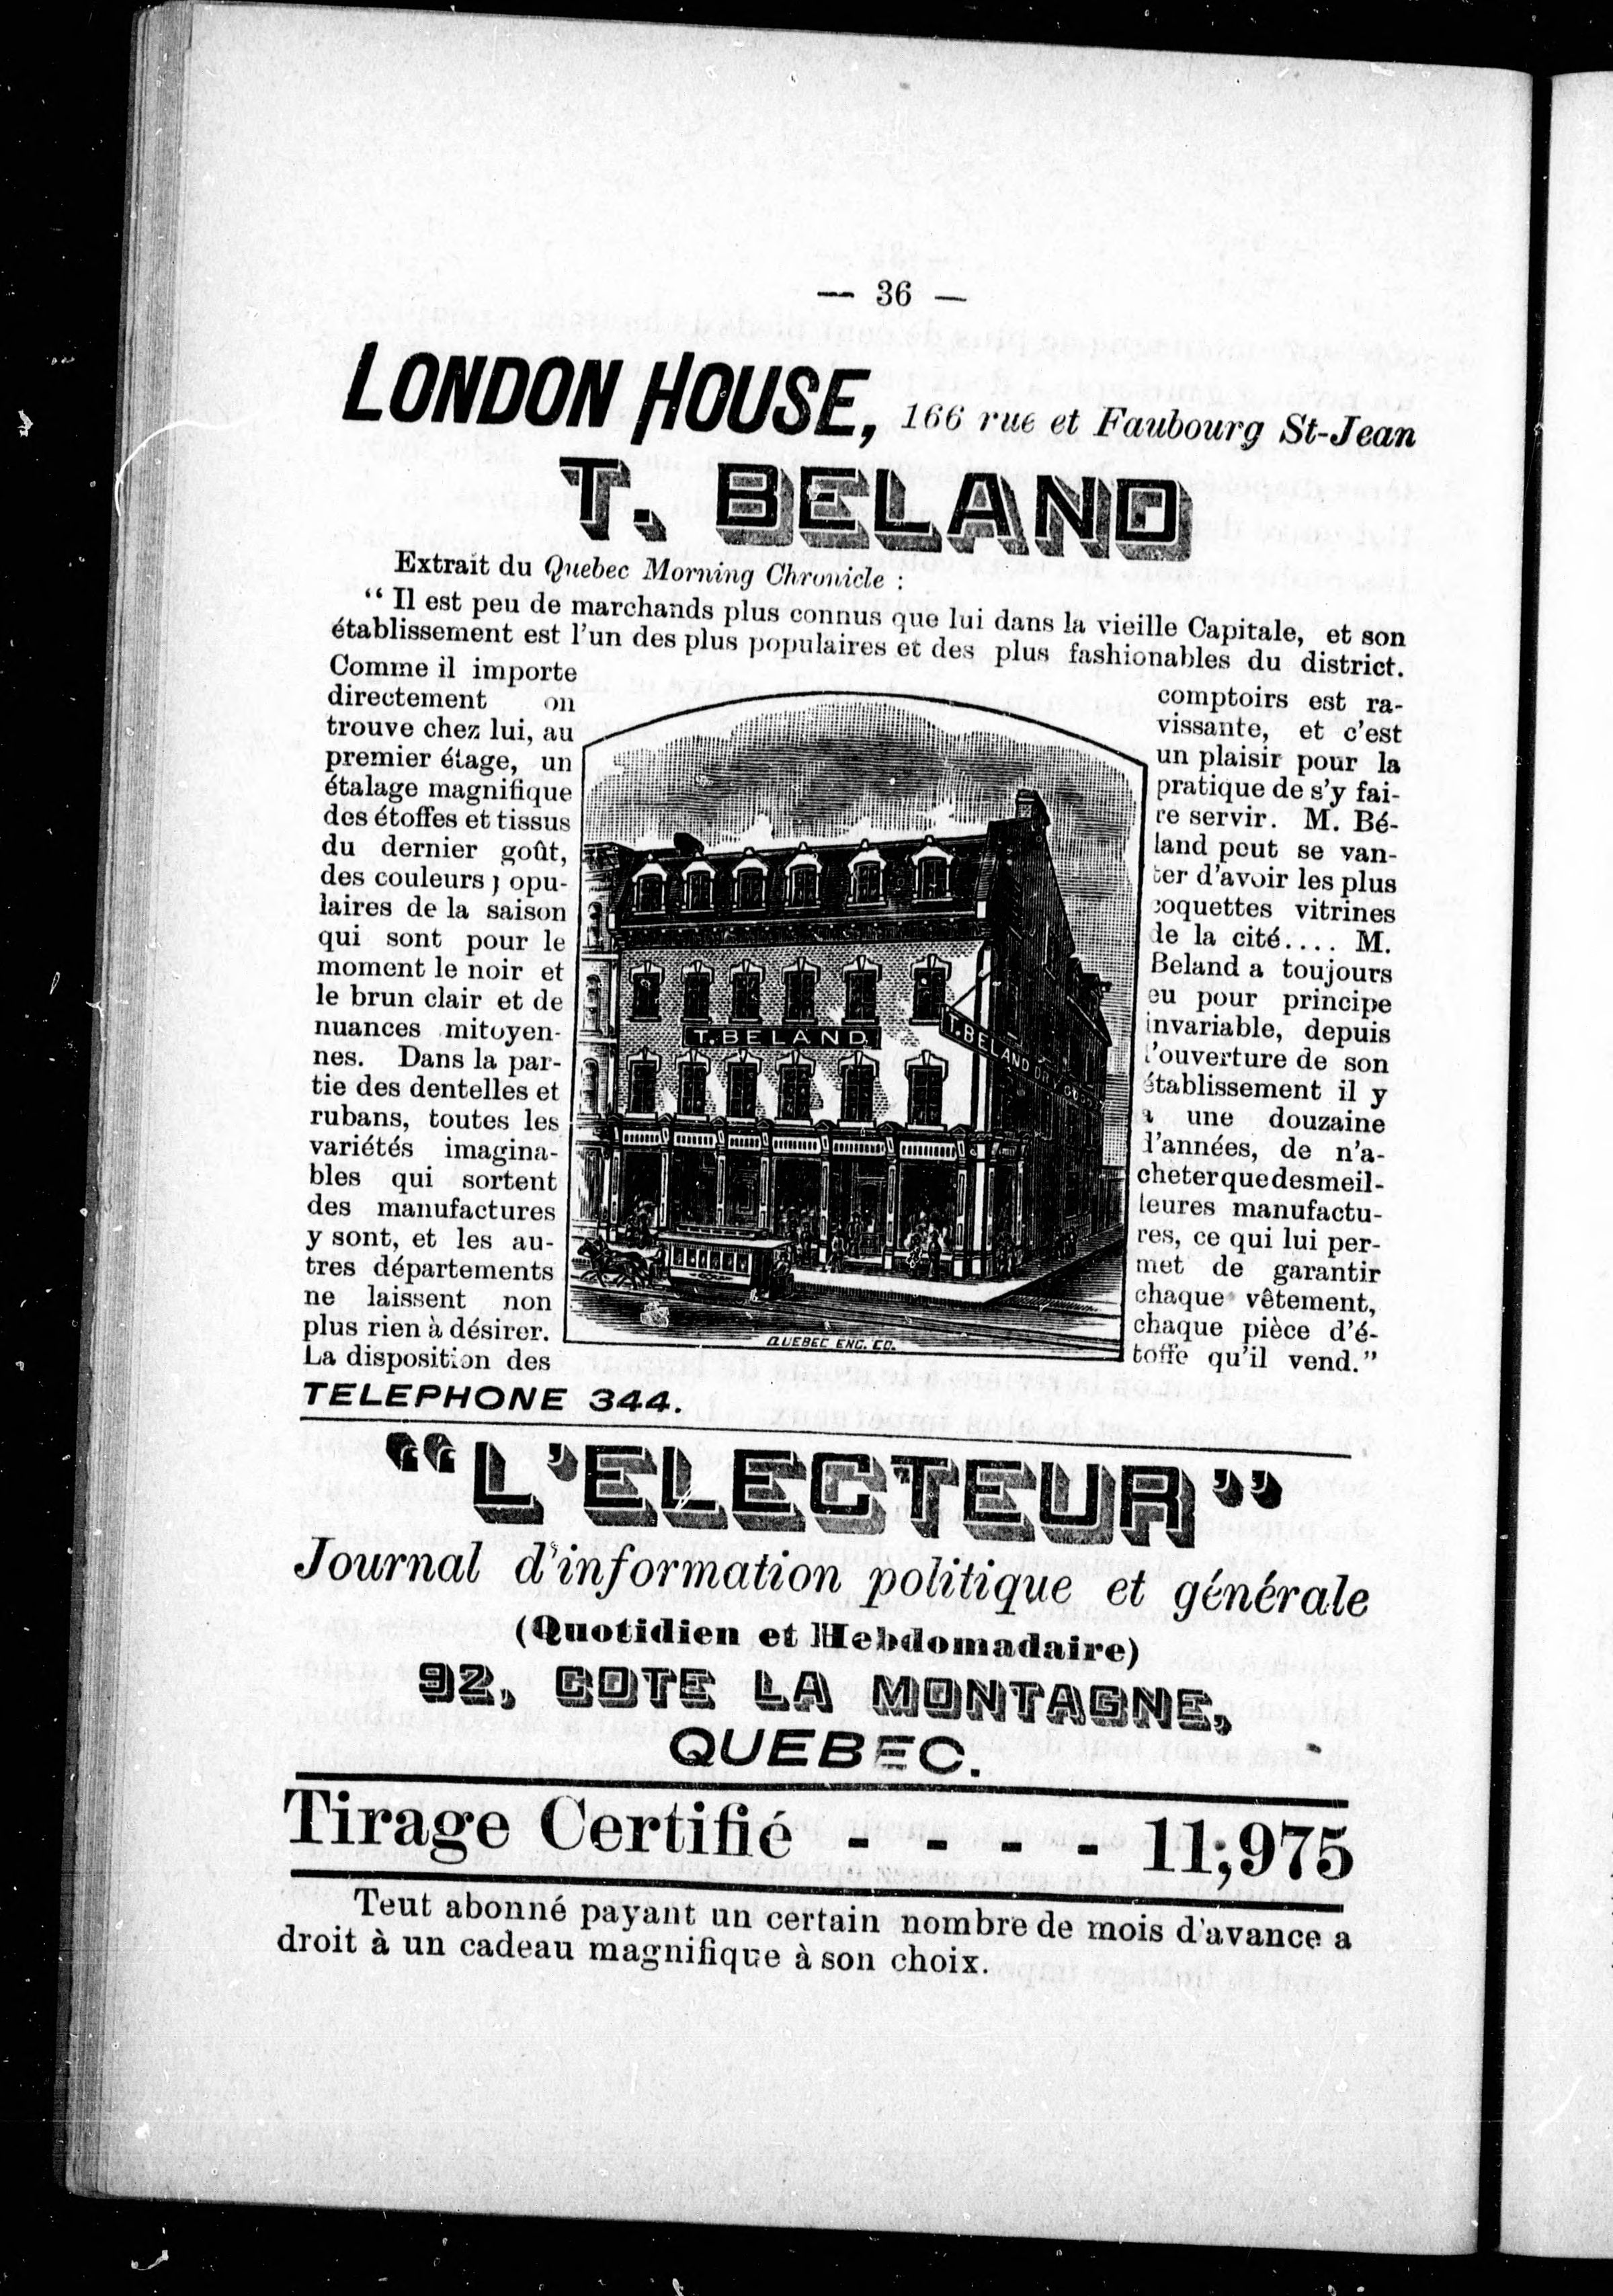 — 36 —
LONDON HOUSE, 166 rue et Faubourg St-Jean
T. BELAND
Extrait du Quebec Morning Chronicle :
“ Il est peu de marchands plus connus que lui dans la vieille Capitale, et son
établissement est l’un des plus populaires et des plus fashionables du district.
Comme il importe
directement on
trouve chez lui, au
premier étage, un
étalage magnifique
des étoffes et tissus
du dernier goût,
des couleurs popu-
laires de la saison
qui sont pour le
moment le noir et
le brun clair et de
nuances mitoyen-
nes. Dans la par-
tie des dentelles et
rubans, toutes les
variétés imagina-
bles qui sortent
des manufactures
y sont, et les au-
tres départements
ne laissent non
plus rien à désirer.
La disposition des
T. BELAND
T. BELAND DRY GOODS
QUEBEC ENG. CO.
comptoirs est ra-
vissante, et c’est
un plaisir pour la
pratique de s’y fai-
re servir. M. Bé-
land peut se van-
ter d’avoir les plus
coquettes vitrines
de la cité.... M.
Beland a toujours
eu pour principe
invariable, depuis
l’ouverture de son
établissement il y
a une douzaine
d’années, de n’a-
cheter que des meil-
leures manufactu-
res, ce qui lui per-
met de garantir
chaque vêtement,
chaque pièce d’é-
toffe qu’il vend.”
TELEPHONE 344.
“L’ELECTEUR”
Journal d’information politique et générale
(Quotidien et Hebdomadaire)
92, COTE LA MONTAGNE,
QUEBEC.
Tirage Certifié - - - - 11,975
Teut abonné payant un certain nombre de mois d’avance a
droit à un cadeau magnifique à son choix.